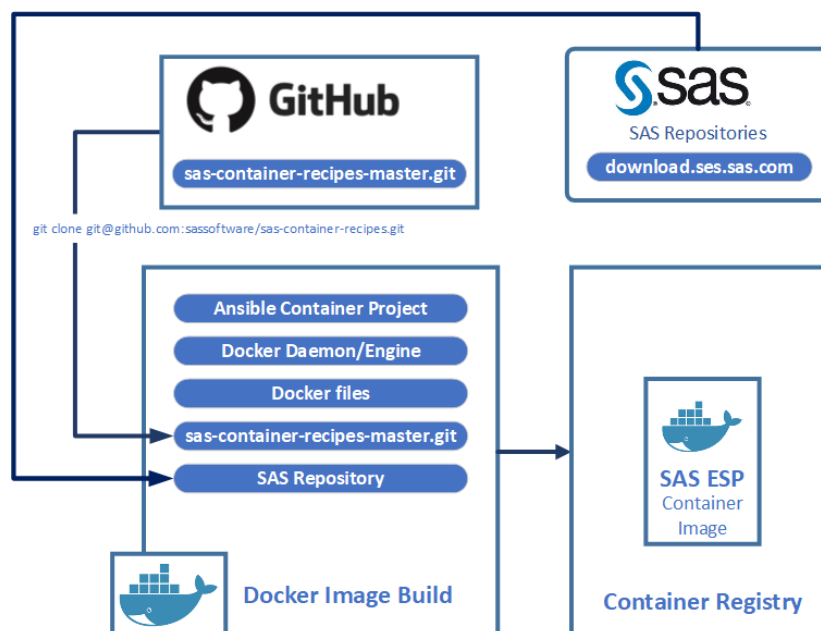 GitHub
sas-container-recipes-master.git
sas
SAS Repositories
download.ses.sas.com
git clone git@github.com:sassoftware/sas-container-recipes.git
Ansible Container Project
Docker Daemon/Engine
Docker files
sas-container-recipes-master.git
SAS Repository
Docker Image Build
SAS ESP
Container
Image
Container Registry